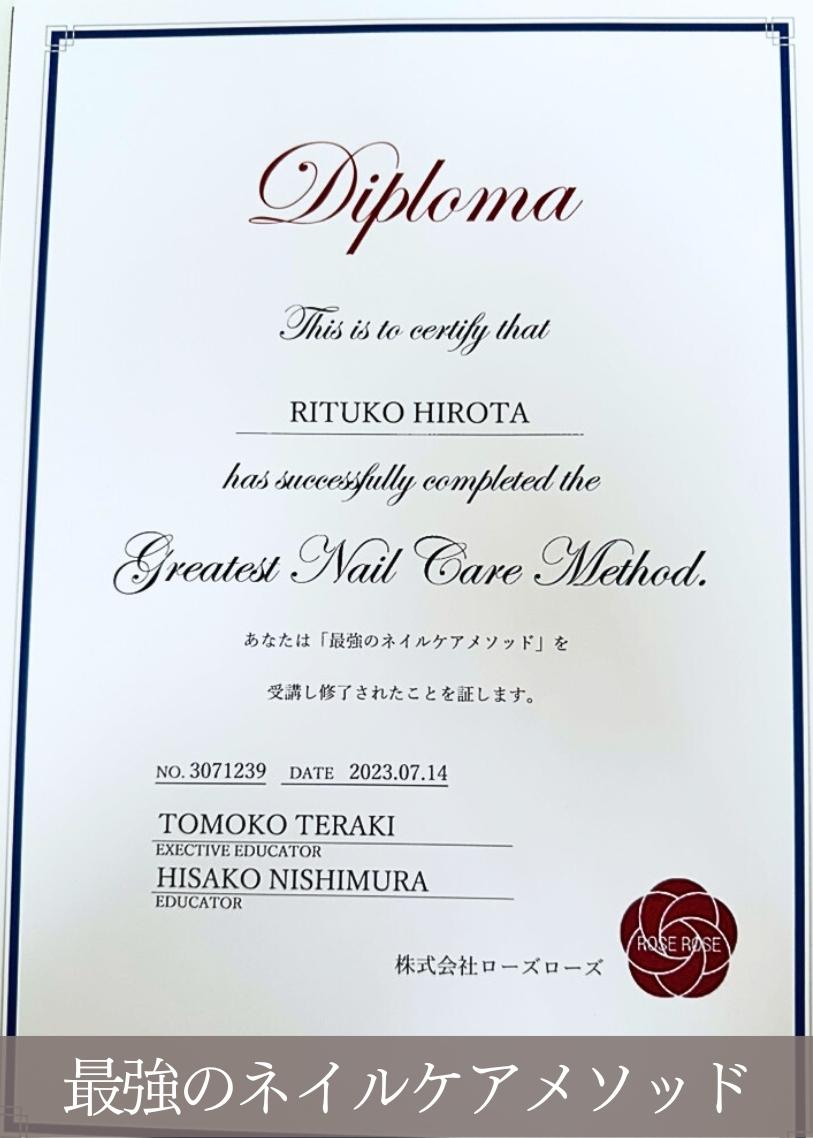 Diploma
This is to certify that
RITUKO HIROTA
has successfully completed the
Greatest Nail Care Method.
あなたは「最強のネイルケアメソッド」を
受講し修了されたことを証します。
NO. 3071239 DATE 2023.07.14
TOMOKO TERAKI
EXECTIVE EDUCATOR
HISAKO NISHIMURA
EDUCATOR
ROSE ROSE
株式会社ローズローズ
最強のネイルケアメソッド